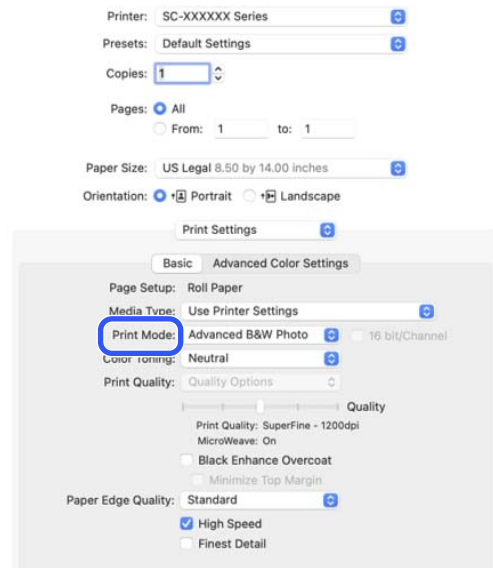 Printer: SC-XXXXXX Series
Presets: Default Settings
Copies: 1
Pages: All
From: 1 to: 1
Paper Size: US Legal 8.50 by 14.00 inches
Orientation: Portrait Landscape
Print Settings
Basic Advanced Color Settings
Page Setup: Roll Paper
Media Type: Use Printer Settings
Print Mode: Advanced B&W Photo 16 bit/Channel
Color Toning: Neutral
Print Quality: Quality Options
Quality
Print Quality: SuperFine - 1200dpi
MicroWeave: On
Black Enhance Overcoat
Minimize Top Margin
Paper Edge Quality: Standard
High Speed
Finest Detail